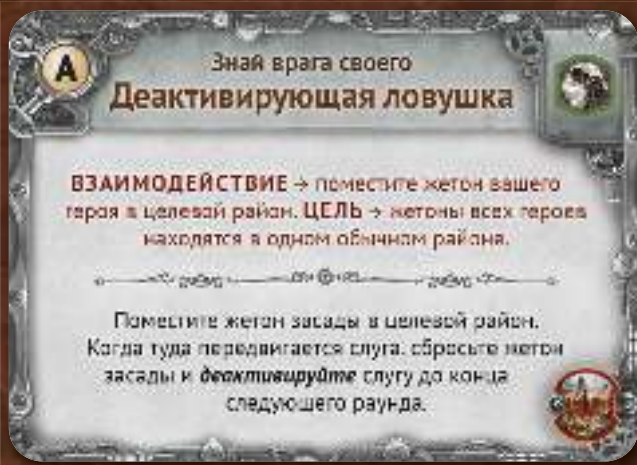 А
Знай врага своего
Деактивирующая ловушка
ВЗАИМОДЕЙСТВИЕ → поместите жетон вашего
героя в целевой район. ЦЕЛЬ → жетоны всех героев
находятся в одном обычном районе.
Поместите жетон засады в целевой район.
Когда туда передвигается слуга, сбросьте жетон
засады и деактивируйте слугу до конца
следующего раунда.